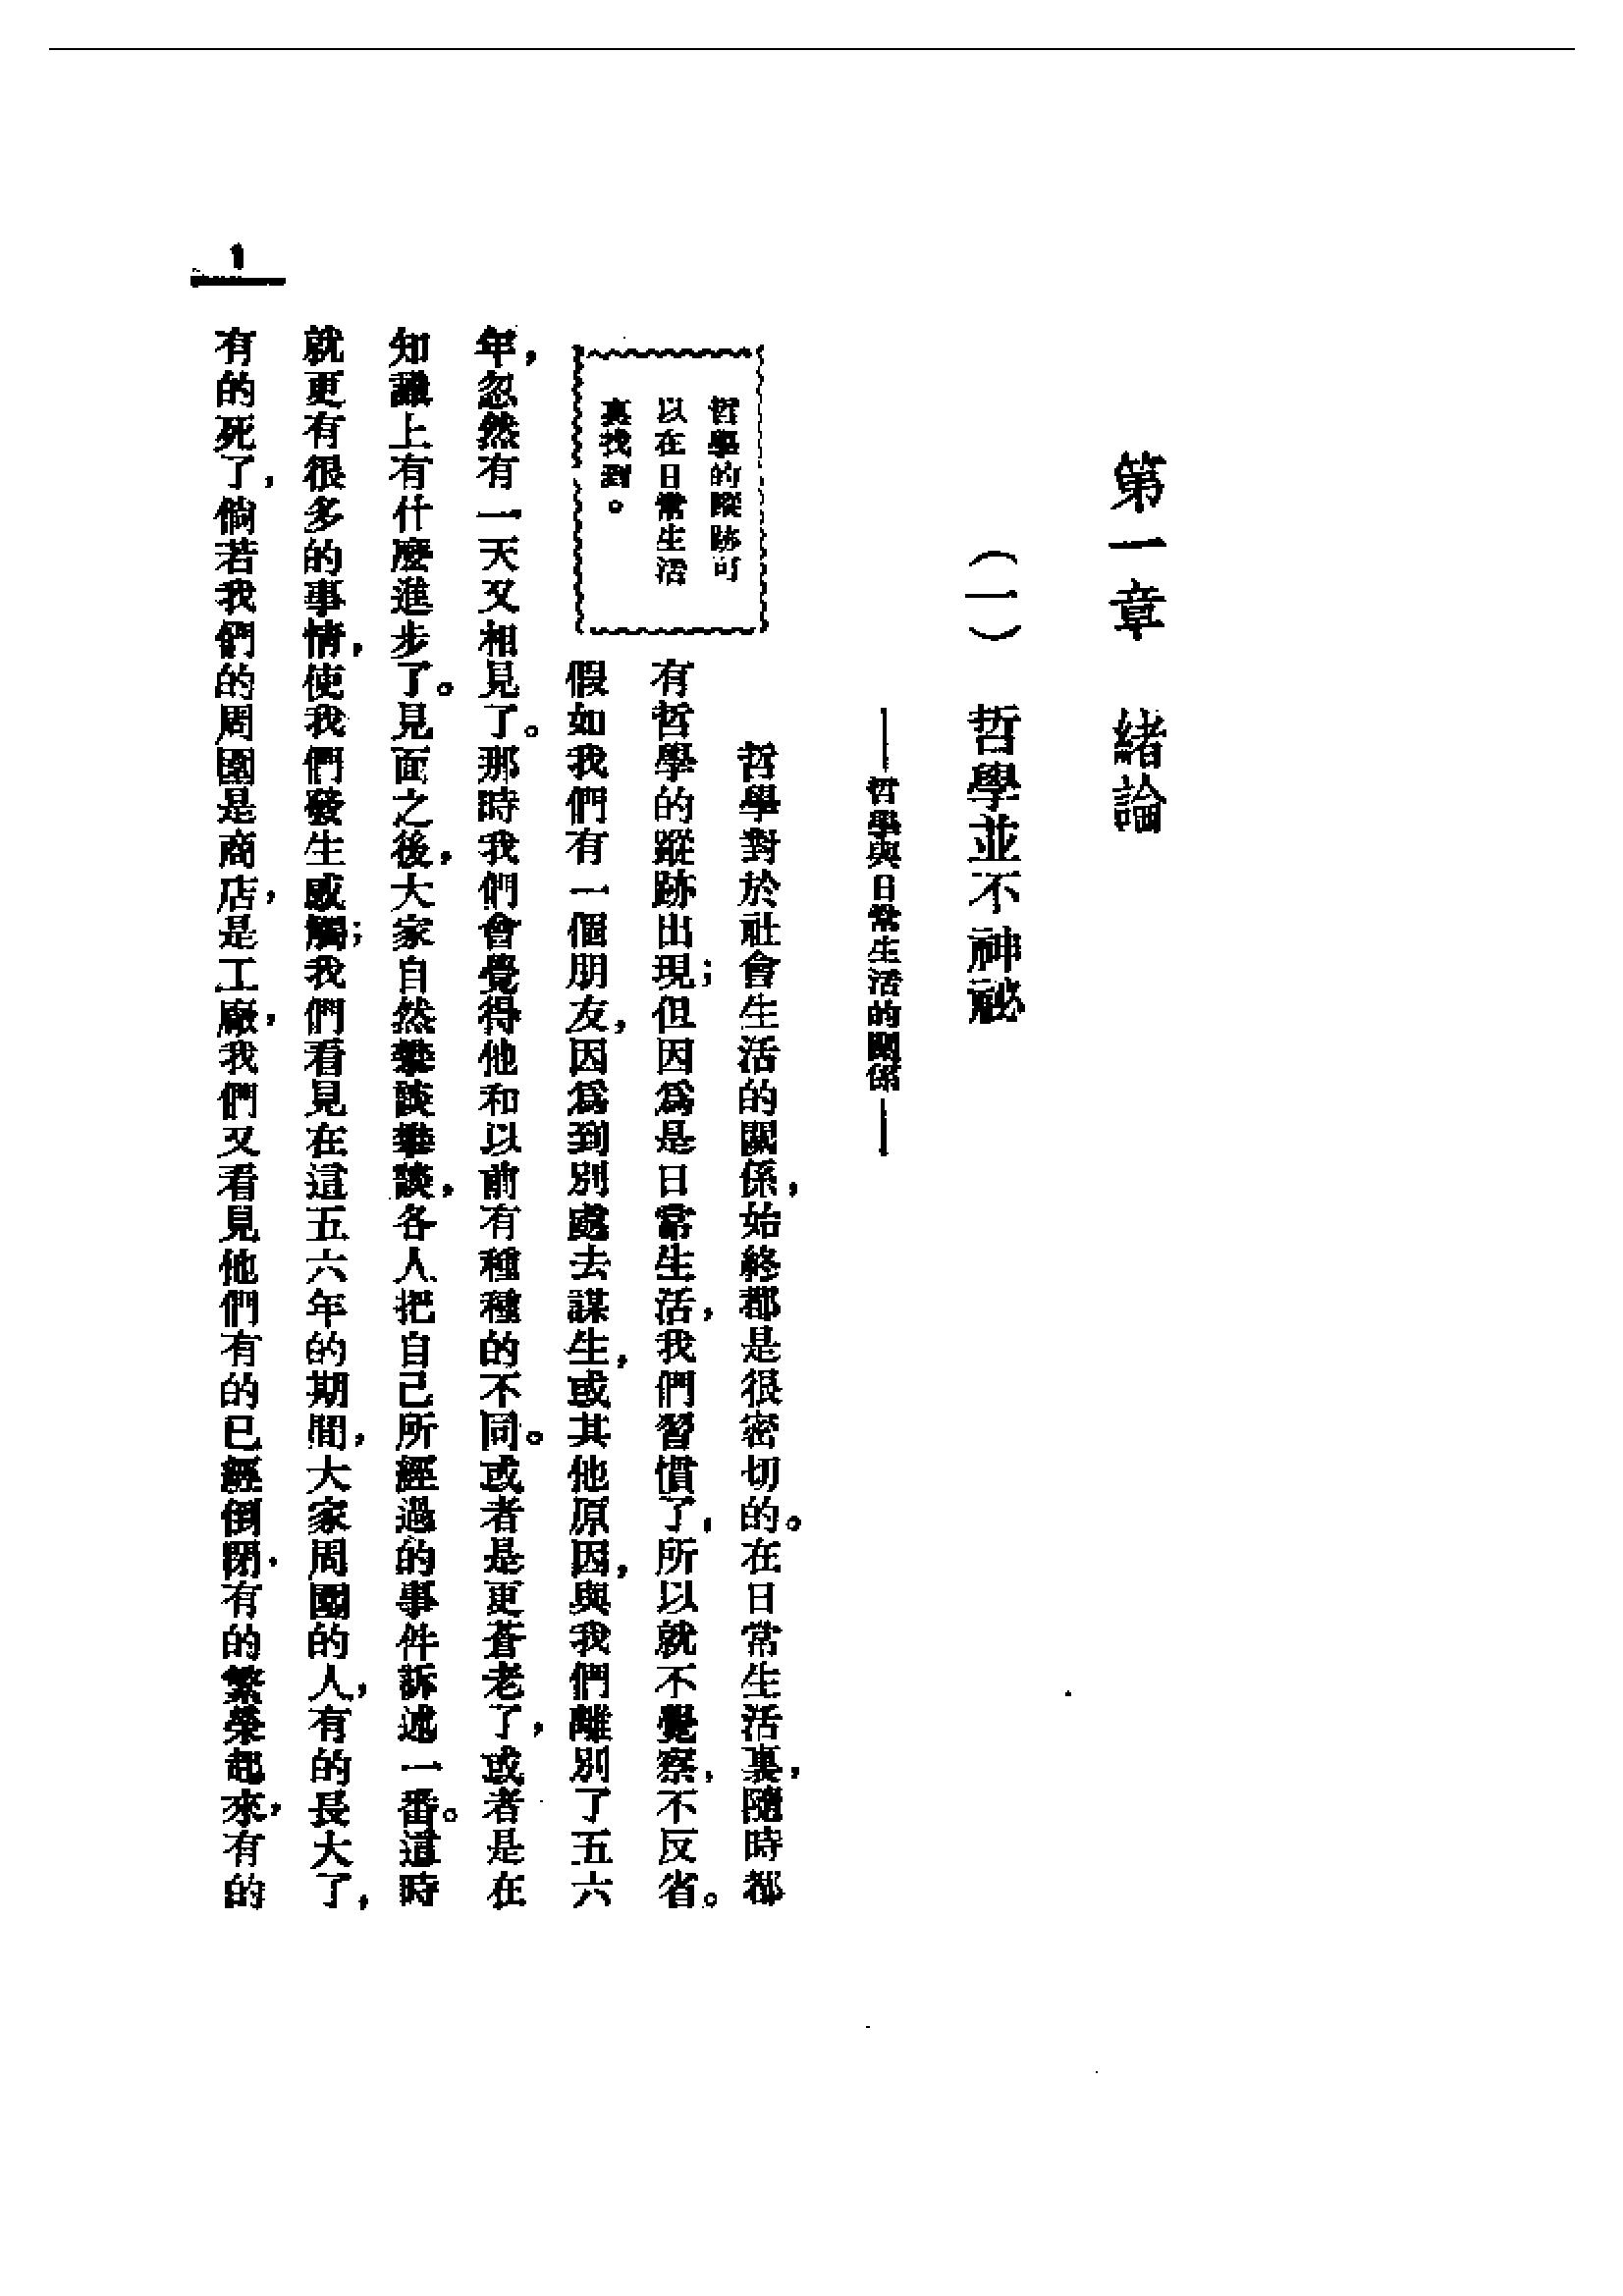 第一章　緒論
（一）　哲學並不神祕
——哲學與日常生活的關係——
哲學的蹤跡可
以在日常生活
裏找到。
哲學對於社會生活的關係，始終都是很密切的。在日常生活裏，隨時都
有哲學的蹤跡出現；但因爲是日常生活，我們習慣了，所以就不覺察，不反省。
假如我們有一個朋友，因爲到別處去謀生，或其他原因，與我們離別了五六
年，忽然有一天又相見了。那時我們會覺得他和以前有種種的不同。或者是更蒼老了，或者是在
知識上有什麼進步了。見面之後，大家自然攀談攀談，各人把自己所經過的事件訴述一番。這時
就更有很多的事情，使我們發生感觸；我們看見在這五六年的期間，大家周圍的人，有的長大了，
有的死了，倘若我們的周圍是商店，是工廠，我們又看見他們有的已經倒閉，有的繁榮起來，有的
1